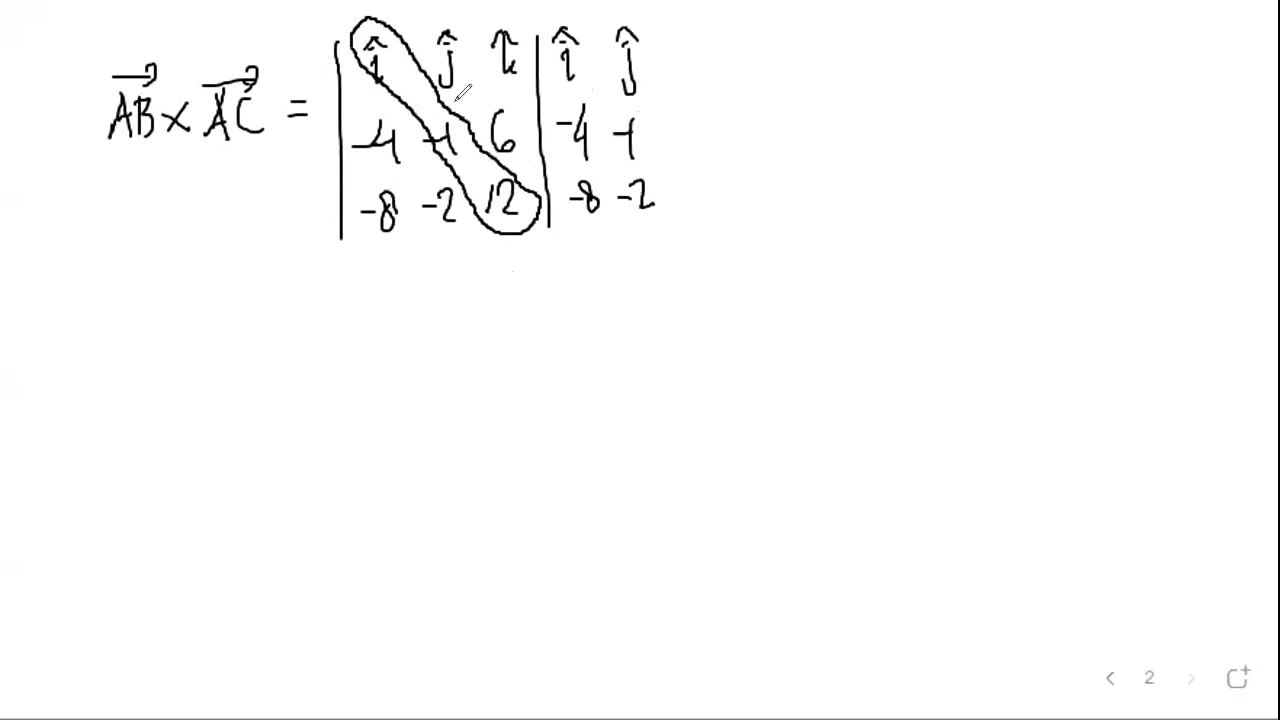 AB⃗ × AC⃗ = | î ĵ k̂ | î ĵ
-4 -1 6 | -4 -1
-8 -2 12 | -8 -2
2